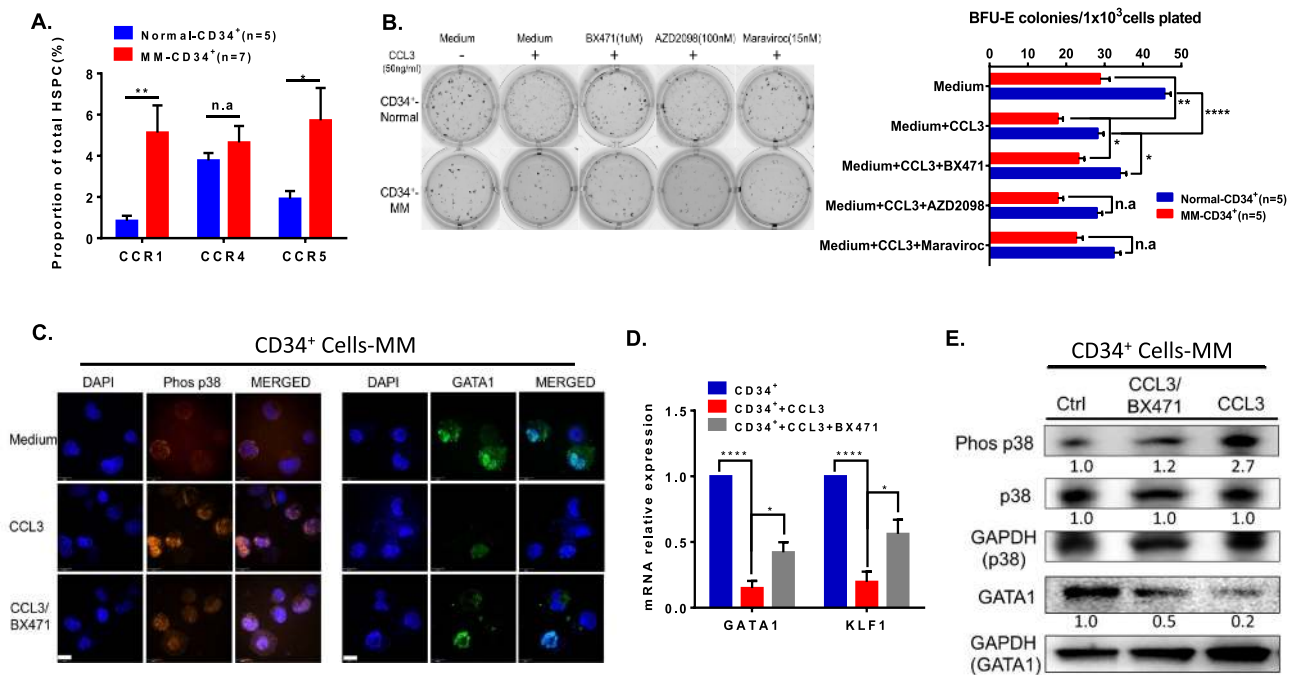 A.
Normal-CD34+(n=5)
MM-CD34+(n=7)
Proportion of total HSPC(%)
8
6
4
2
0
**
n.a
*
CCR1
CCR4
CCR5
B.
Medium
Medium
BX471(1uM)
AZD2098(100nM)
Maraviroc(15nM)
CCL3
(50ng/ml)
-
+
+
+
+
CD34+-
Normal
CD34+-
MM
BFU-E colonies/1x10³cells plated
0
10
20
30
40
50
Medium
Medium+CCL3
Medium+CCL3+BX471
Medium+CCL3+AZD2098
Medium+CCL3+Maraviroc
**
****
*
*
n.a
n.a
Normal-CD34+(n=5)
MM-CD34+(n=5)
C.
CD34+ Cells-MM
DAPI
Phos p38
MERGED
DAPI
GATA1
MERGED
Medium
CCL3
CCL3/
BX471
D.
CD34+
CD34++CCL3
CD34++CCL3+BX471
mRNA relative expression
1.5
1.0
0.5
0.0
****
*
****
*
GATA1
KLF1
E.
CD34+ Cells-MM
Ctrl
CCL3/
BX471
CCL3
Phos p38
1.0
1.2
2.7
p38
1.0
1.0
1.0
GAPDH
(p38)
GATA1
1.0
0.5
0.2
GAPDH
(GATA1)